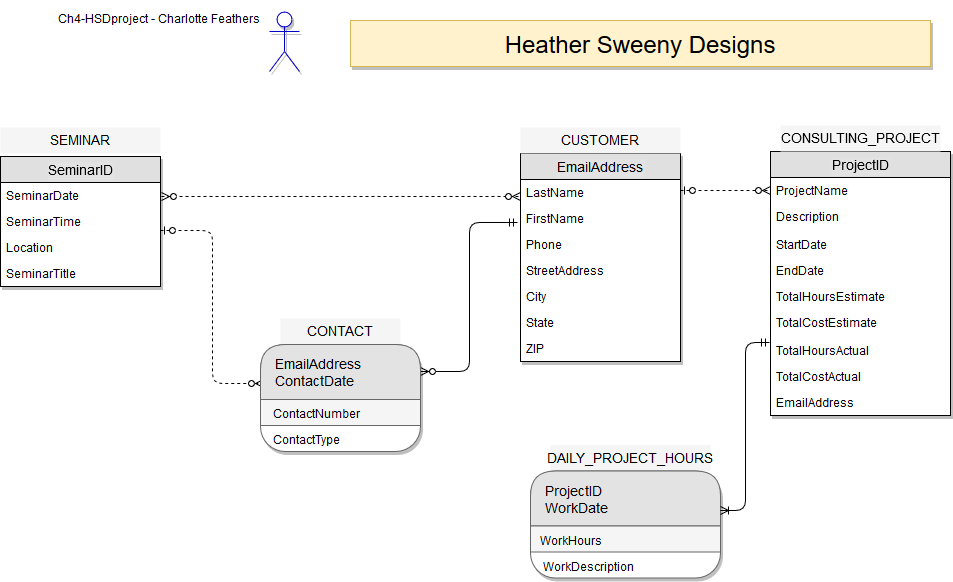 Ch4-HSDproject - Charlotte Feathers
Heather Sweeny Designs
SEMINAR
SeminarID
SeminarDate
SeminarTime
Location
SeminarTitle
CUSTOMER
EmailAddress
LastName
FirstName
Phone
StreetAddress
City
State
ZIP
CONSULTING_PROJECT
ProjectID
ProjectName
Description
StartDate
EndDate
TotalHoursEstimate
TotalCostEstimate
TotalHoursActual
TotalCostActual
EmailAddress
CONTACT
EmailAddress
ContactDate
ContactNumber
ContactType
DAILY_PROJECT_HOURS
ProjectID
WorkDate
WorkHours
WorkDescription